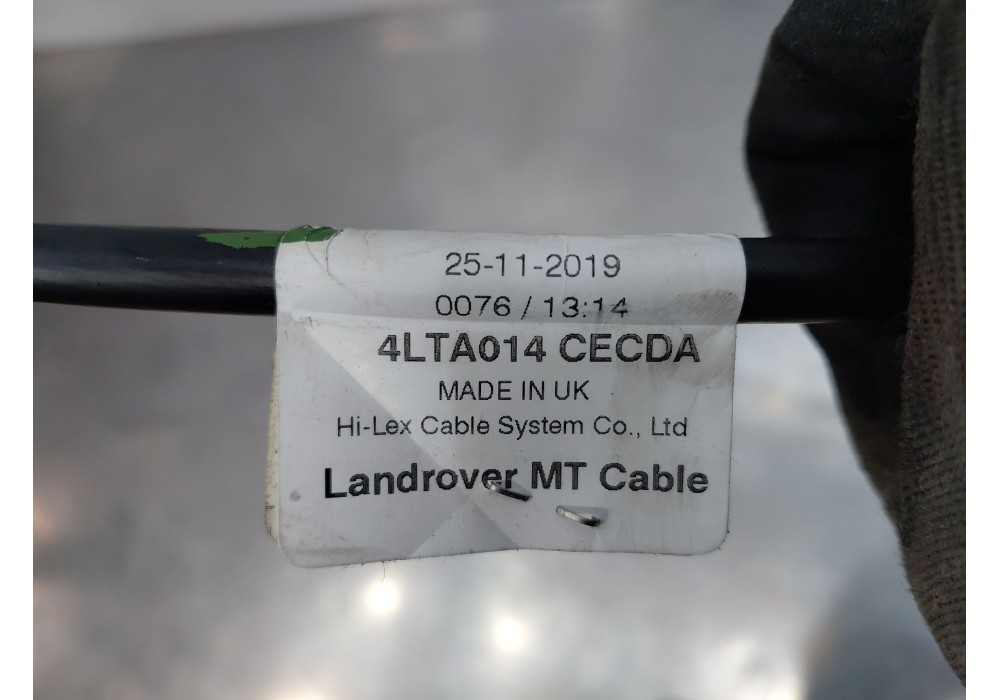 25-11-2019
0076 / 13:14
4LTA014 CECDA
MADE IN UK
Hi-Lex Cable System Co., Ltd
Landrover MT Cable